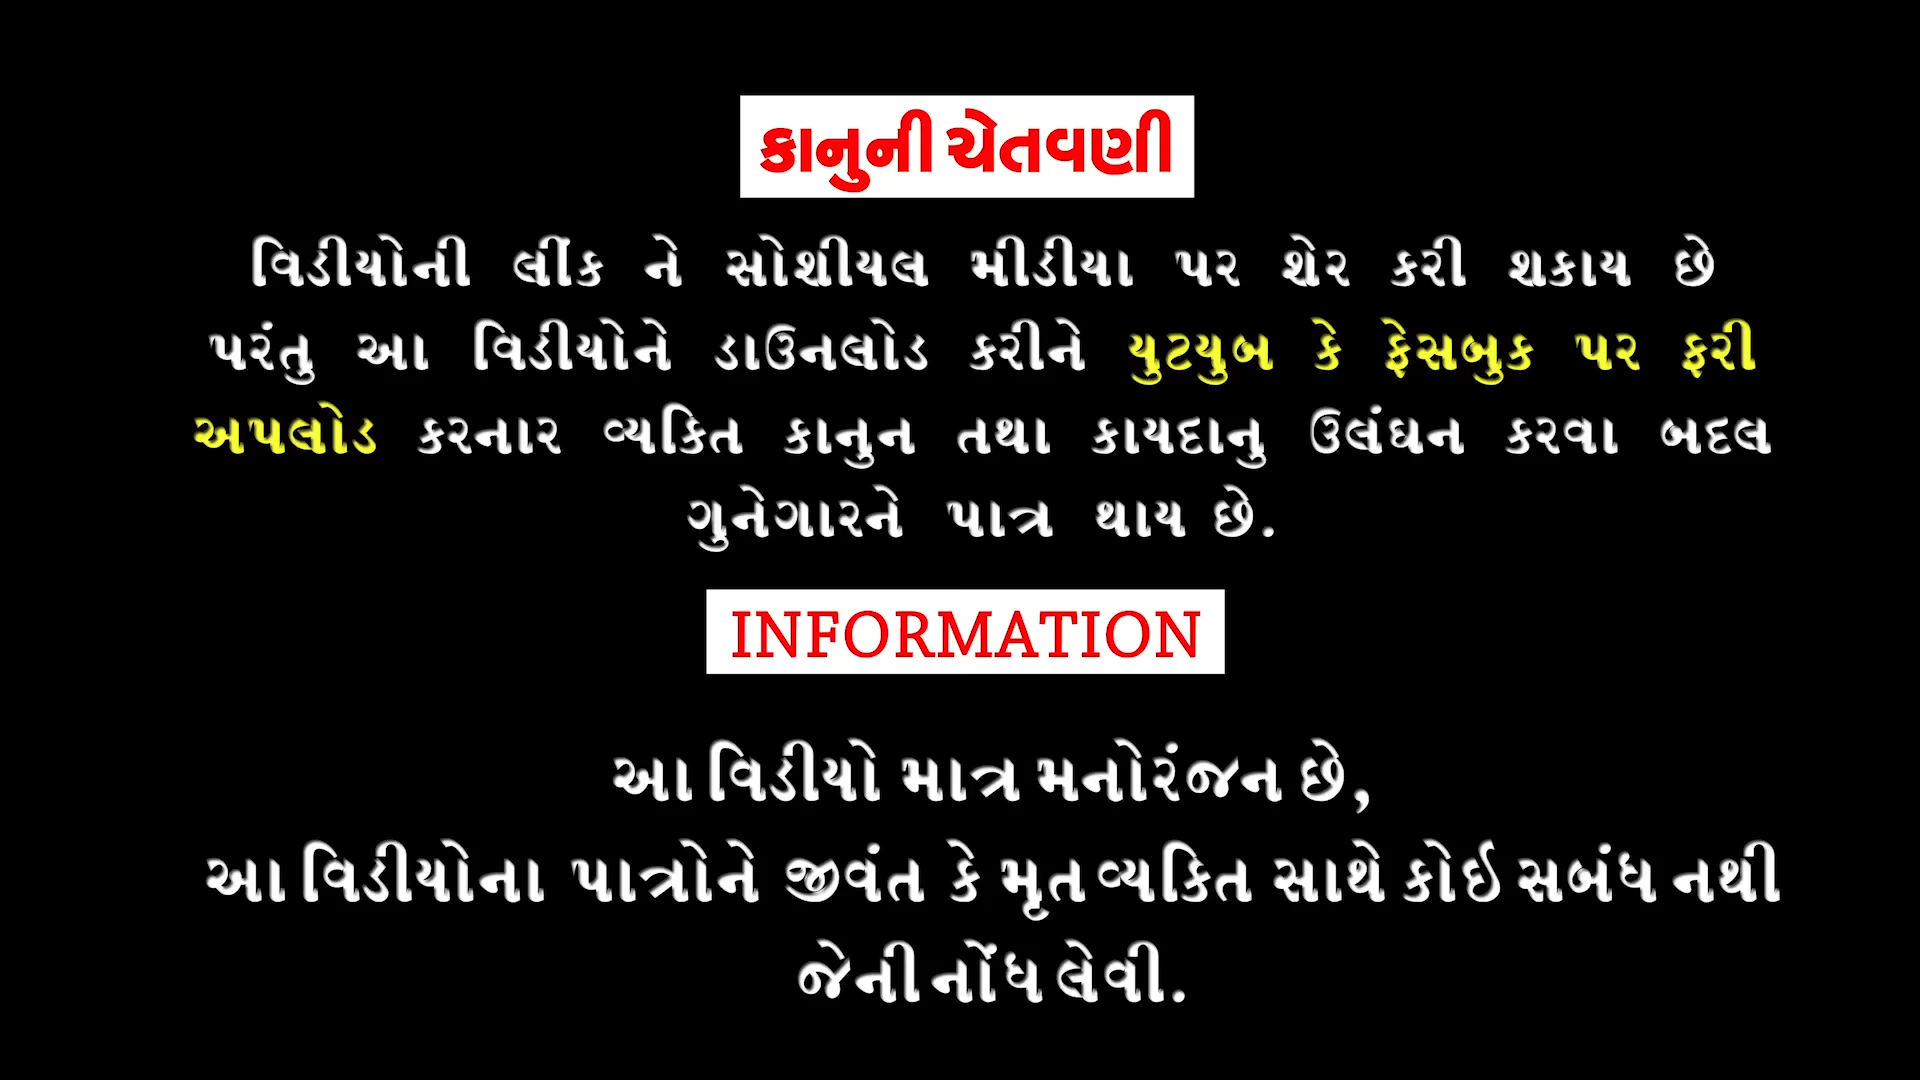 કાનુની ચેતવણી
વિડીયોની લીંક ને સોશીયલ મીડીયા પર શેર કરી શકાય છે
પરંતુ આ વિડીયોને ડાઉનલોડ કરીને યુટયુબ કે ફેસબુક પર ફરી
અપલોડ કરનાર વ્યકિત કાનુન તથા કાયદાનુ ઉલંઘન કરવા બદલ
ગુનેગારને પાત્ર થાય છે.
INFORMATION
આ વિડીયો માત્ર મનોરંજન છે,
આ વિડીયોના પાત્રોને જીવંત કે મૃત વ્યકિત સાથે કોઇ સબંધ નથી
જેની નોંધ લેવી.